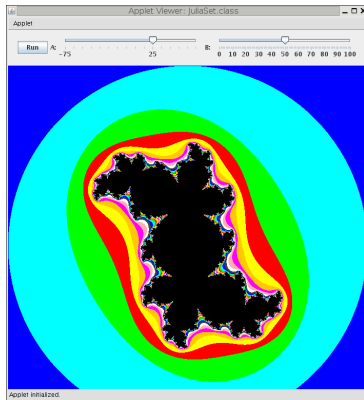 Applet Viewer: JuliaSet.class
Applet
Run A: B:
-75 25 0 10 20 30 40 50 60 70 80 90 100
Applet initialized.